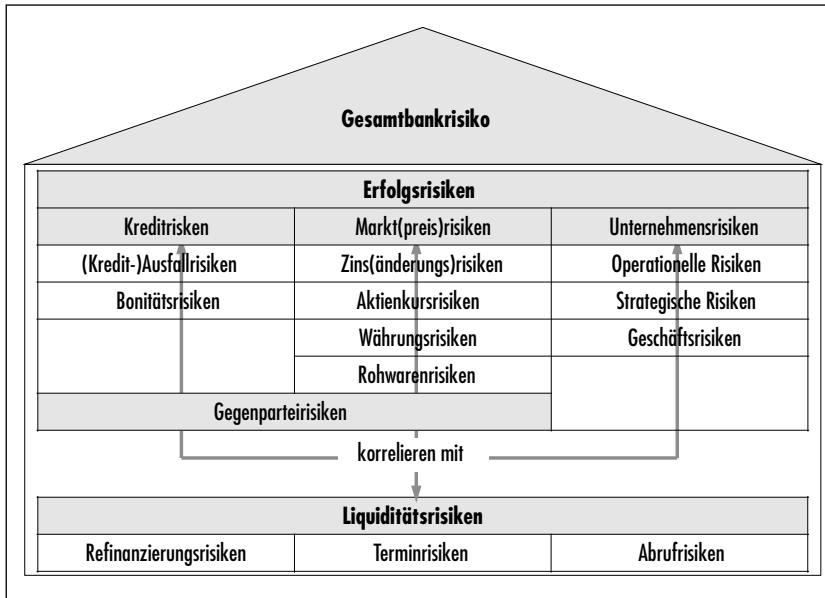 Gesamtbankrisiko
Erfolgsrisiken
Kreditrisken Markt(preis)risiken Unternehmensrisiken
(Kredit-)Ausfallrisiken Zins(änderungs)risiken Operationelle Risiken
Bonitätsrisiken Aktienkursrisiken Strategische Risiken
Währungsrisiken Geschäftsrisiken
Rohwarenrisiken
Gegenparteirisiken
korrelieren mit
Liquiditätsrisiken
Refinanzierungsrisiken Terminrisiken Abrufrisiken